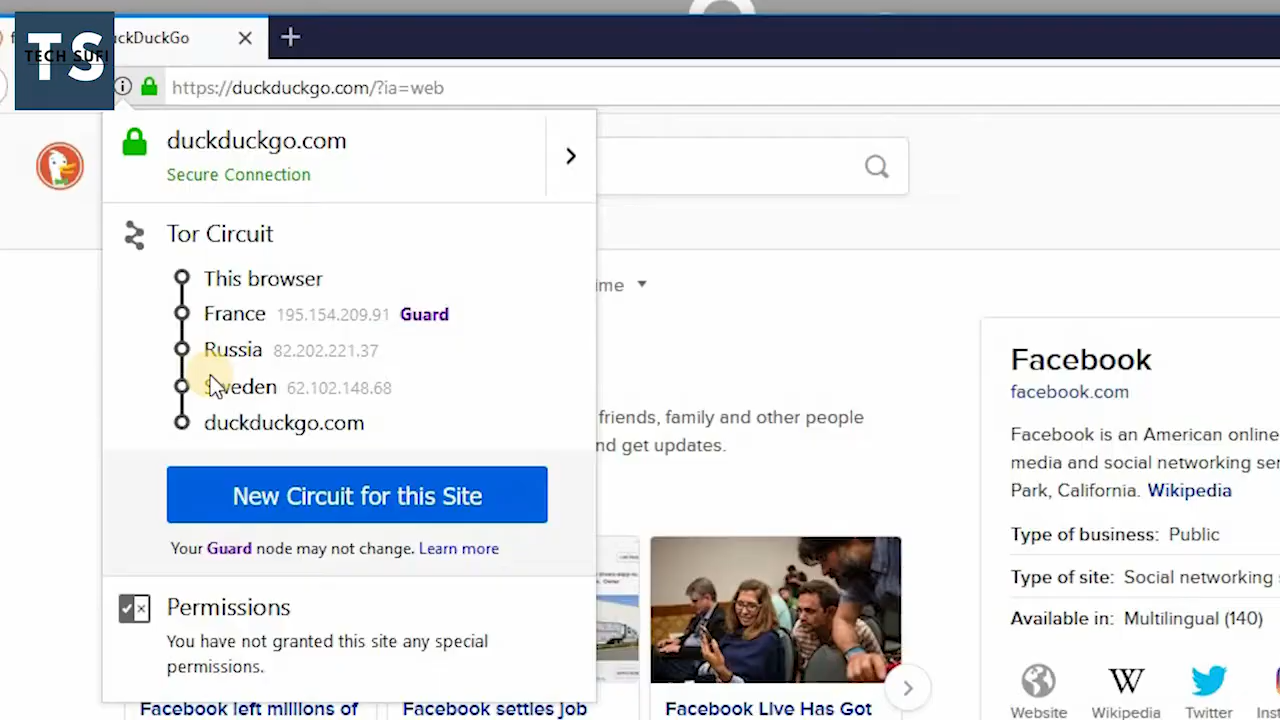 TS
TECH SUFI
uckDuckGo
https://duckduckgo.com/?ia=web
duckduckgo.com
Secure Connection
Tor Circuit
This browser
France 195.154.209.91 Guard
Russia 82.202.221.37
Sweden 62.102.148.68
duckduckgo.com
New Circuit for this Site
Your Guard node may not change. Learn more
Permissions
You have not granted this site any special
permissions.
ime
friends, family and other people
nd get updates.
Facebook left millions of
Facebook settles job
Facebook Live Has Got
Facebook
facebook.com
Facebook is an American online
media and social networking ser
Park, California. Wikipedia
Type of business: Public
Type of site: Social networking s
Available in: Multilingual (140)
W
Website
Wikipedia
Twitter
Inst